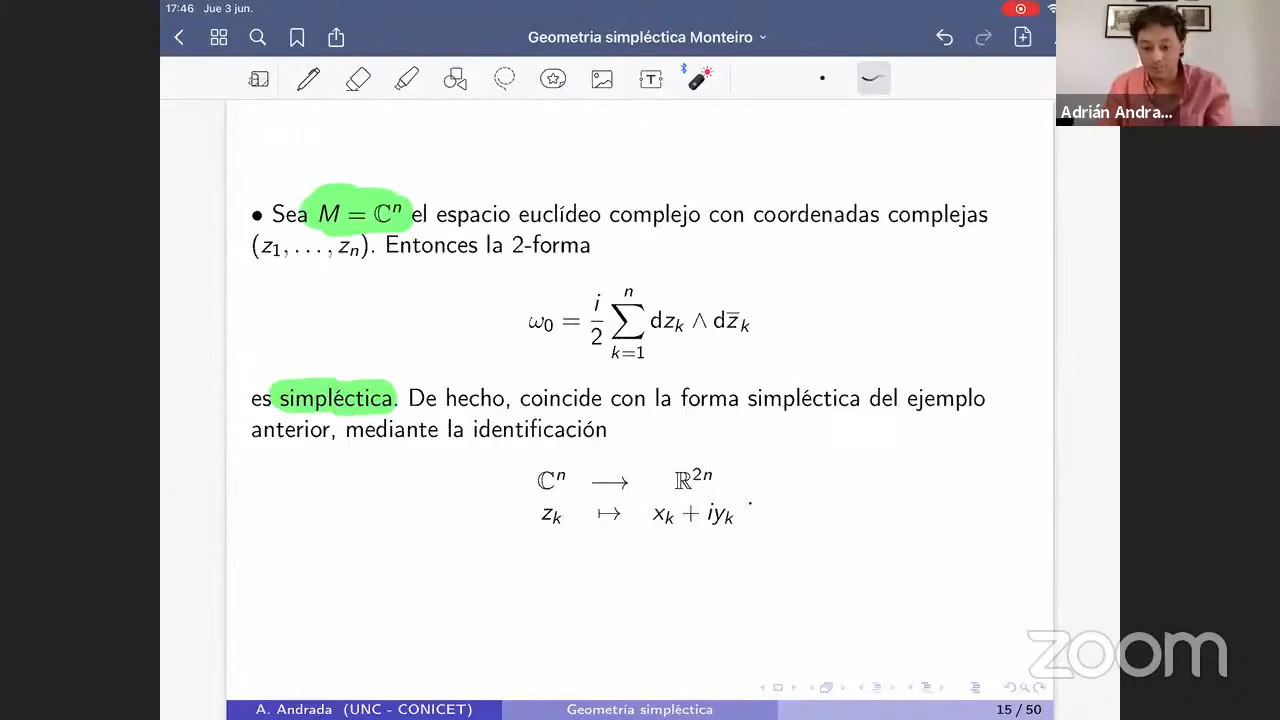 17:46 Jue 3 jun.
Geometria simpléctica Monteiro
T
Adrián Andra...
• Sea M = ℂⁿ el espacio euclídeo complejo con coordenadas complejas
(z₁, . . . , zₙ). Entonces la 2-forma
ω₀ = i/2 ∑ₖ₌₁ⁿ dzₖ ∧ dz̄ₖ
es simpléctica. De hecho, coincide con la forma simpléctica del ejemplo
anterior, mediante la identificación
ℂⁿ ⟶ ℝ²ⁿ
zₖ ↦ xₖ + iyₖ .
zoom
A. Andrada (UNC - CONICET) Geometría simpléctica 15 / 50